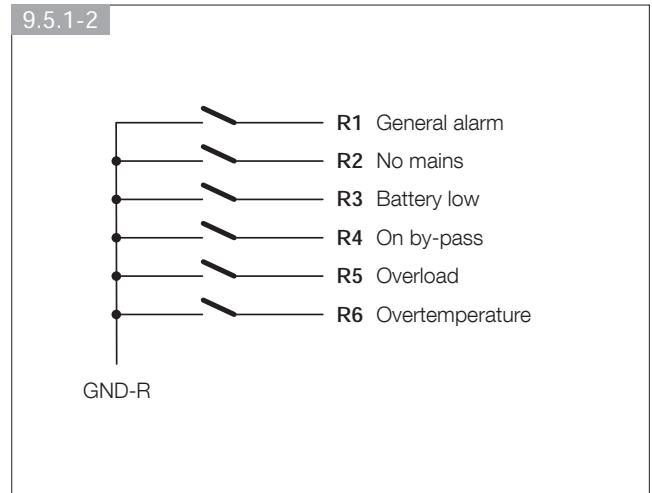 9.5.1-2
R1 General alarm
R2 No mains
R3 Battery low
R4 On by-pass
R5 Overload
R6 Overtemperature
GND-R